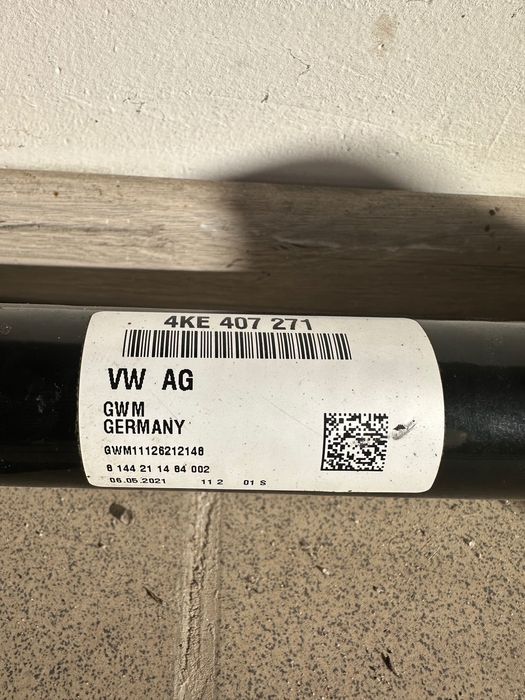 4KE 407 271
VW AG
GWM
GERMANY
GWM11126212148
8 144 21 14 84 002
06.05.2021 11 2 01 S